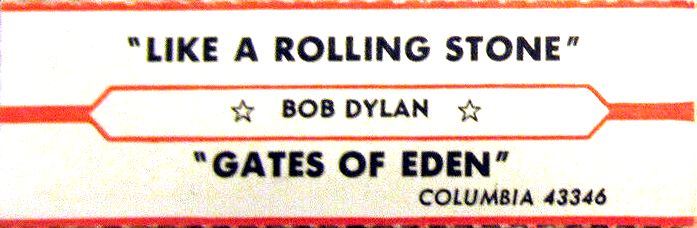 "LIKE A ROLLING STONE"
☆ BOB DYLAN ☆
"GATES OF EDEN"
COLUMBIA 43346